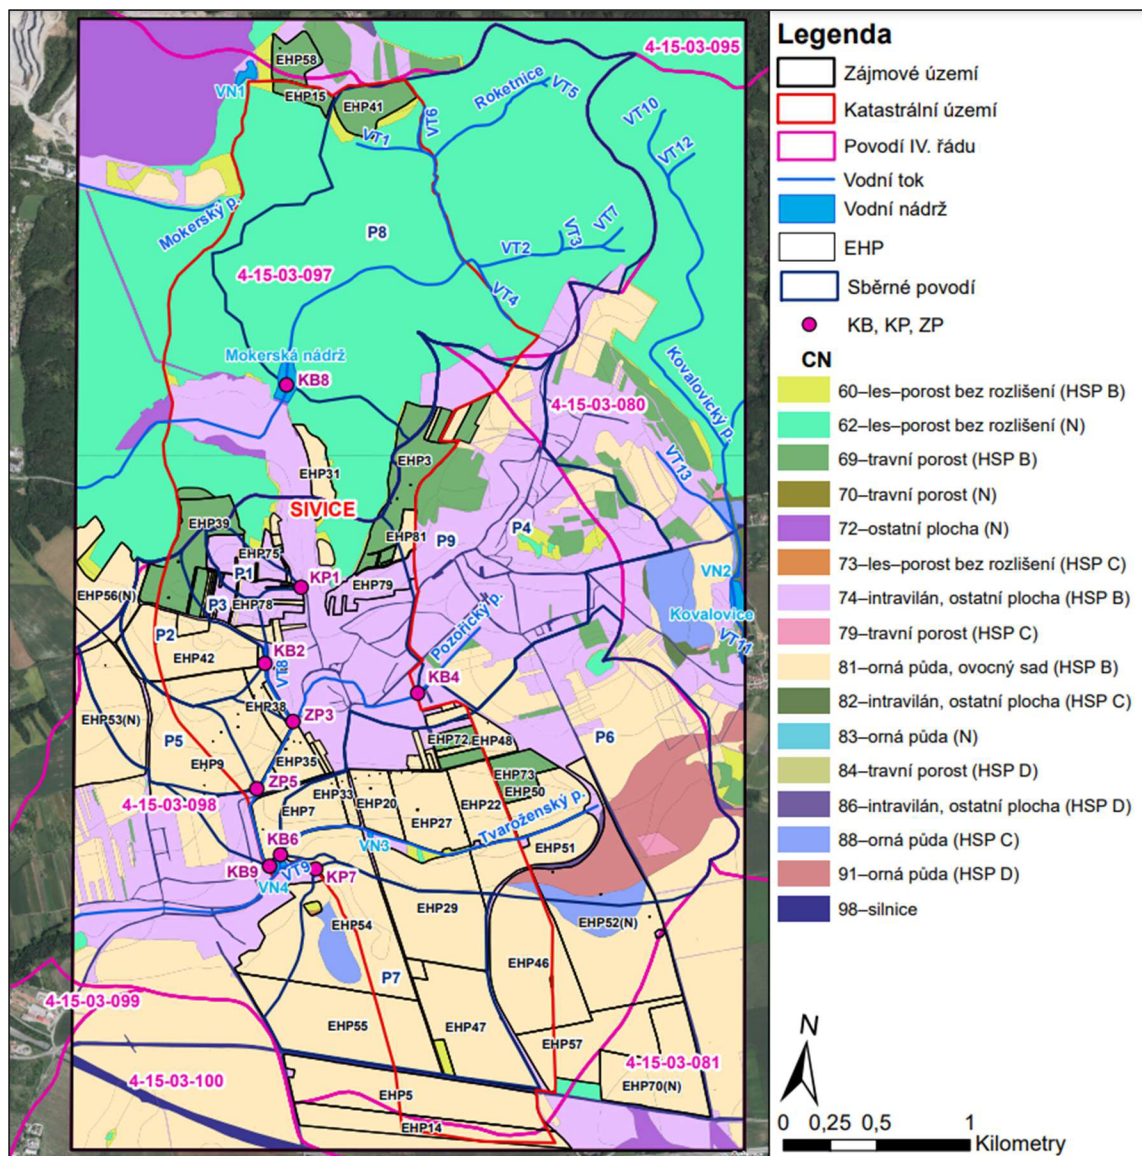 4-15-03-095
EHP58
VN1
EHP15
EHP41
Roketnice
VT5
VT6
VT1
VT10
VT12
Mokerský p.
P8
VT7
VT3
VT2
4-15-03-097
VT4
Mokerská nádrž
KB8
Kovalovický p.
4-15-03-080
EHP31
EHP3
VT13
SIVICE
EHP39
EHP81
P9
P4
EHP75
P1
KP1
EHP79
VN2
EHP56(N)
P3
EHP78
Kovalovice
P2
Pozořický p.
VT11
EHP42
KB2
VT8
KB4
EHP38
ZP3
EHP53(N)
P5
EHP72
EHP48
P6
EHP9
EHP35
ZP5
EHP73
EHP50
4-15-03-098
EHP7
EHP33
EHP20
EHP27
EHP22
Tvaroženský p.
VN3
EHP51
KB6
KB9
VT9
KP7
VN4
EHP54
EHP29
EHP52(N)
EHP46
P7
4-15-03-099
EHP55
EHP47
EHP57
4-15-03-081
4-15-03-100
EHP70(N)
EHP5
EHP14
Legenda
Zájmové území
Katastrální území
Povodí IV. řádu
Vodní tok
Vodní nádrž
EHP
Sběrné povodí
KB, KP, ZP
CN
60–les–porost bez rozlišení (HSP B)
62–les–porost bez rozlišení (N)
69–travní porost (HSP B)
70–travní porost (N)
72–ostatní plocha (N)
73–les–porost bez rozlišení (HSP C)
74–intravilán, ostatní plocha (HSP B)
79–travní porost (HSP C)
81–orná půda, ovocný sad (HSP B)
82–intravilán, ostatní plocha (HSP C)
83–orná půda (N)
84–travní porost (HSP D)
86–intravilán, ostatní plocha (HSP D)
88–orná půda (HSP C)
91–orná půda (HSP D)
98–silnice
N
0 0,25 0,5 1
Kilometry